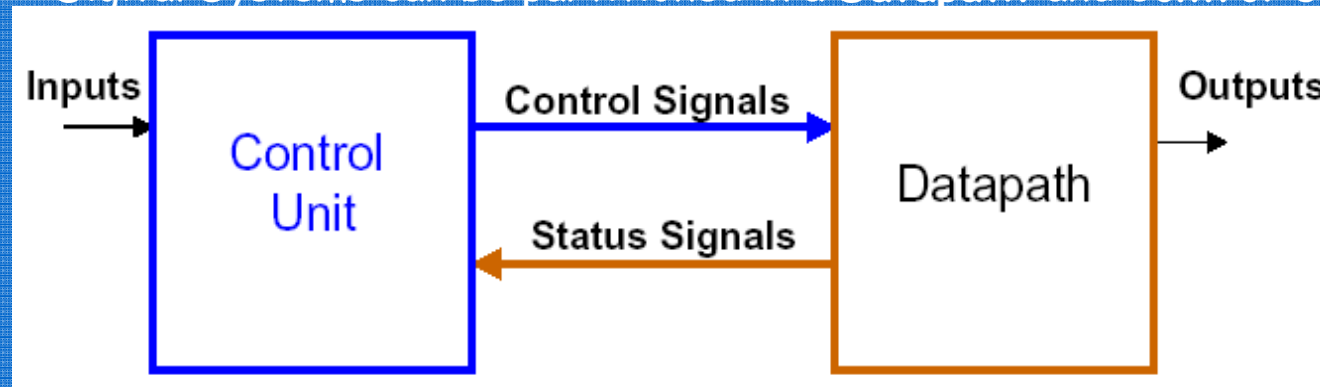 Inputs
Control Signals
Outputs
Control
Unit
Datapath
Status Signals